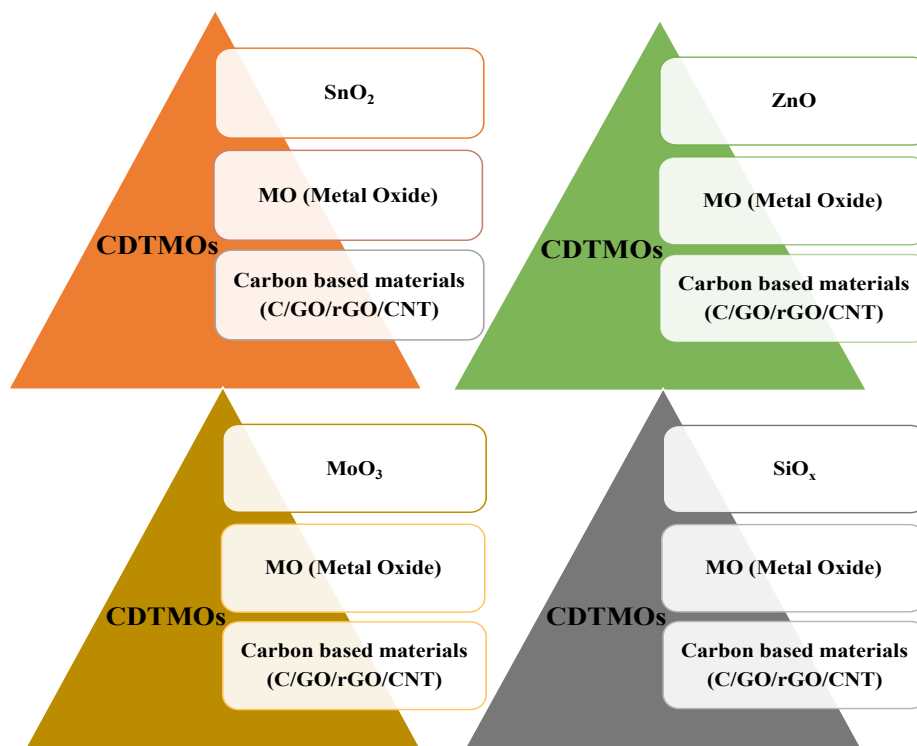 SnO₂
MO (Metal Oxide)
CDTMOs
Carbon based materials
(C/GO/rGO/CNT)
ZnO
MO (Metal Oxide)
CDTMOs
Carbon based materials
(C/GO/rGO/CNT)
MoO₃
MO (Metal Oxide)
CDTMOs
Carbon based materials
(C/GO/rGO/CNT)
SiOₓ
MO (Metal Oxide)
CDTMOs
Carbon based materials
(C/GO/rGO/CNT)